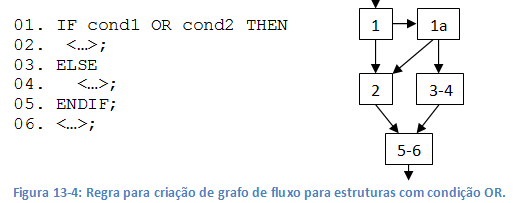 01. IF cond1 OR cond2 THEN
02.  <…>;
03. ELSE
04.   <…>;
05. ENDIF;
06. <…>;
1
1a
2
3-4
5-6
Figura 13-4: Regra para criação de grafo de fluxo para estruturas com condição OR.